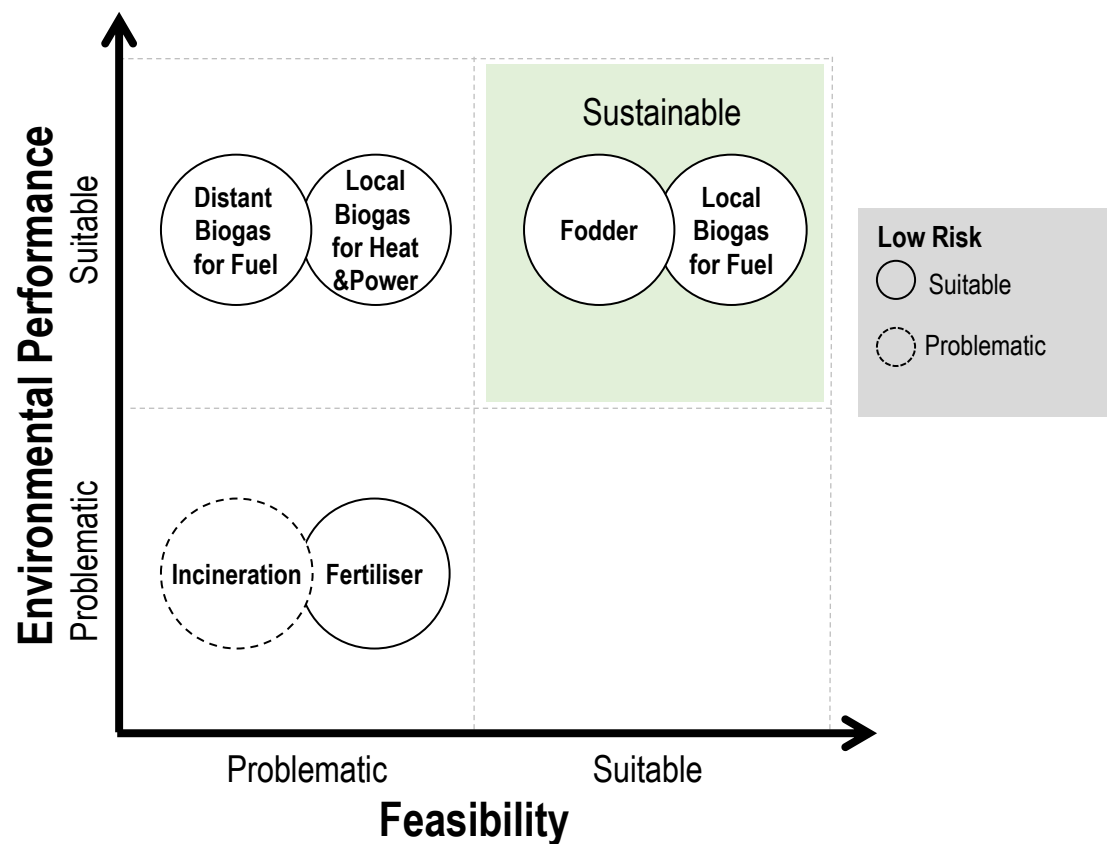 Environmental Performance
Suitable
Problematic
Sustainable
Distant
Biogas
for Fuel
Local
Biogas
for Heat
&Power
Fodder
Local
Biogas
for Fuel
Low Risk
Suitable
Problematic
Incineration
Fertiliser
Problematic
Suitable
Feasibility